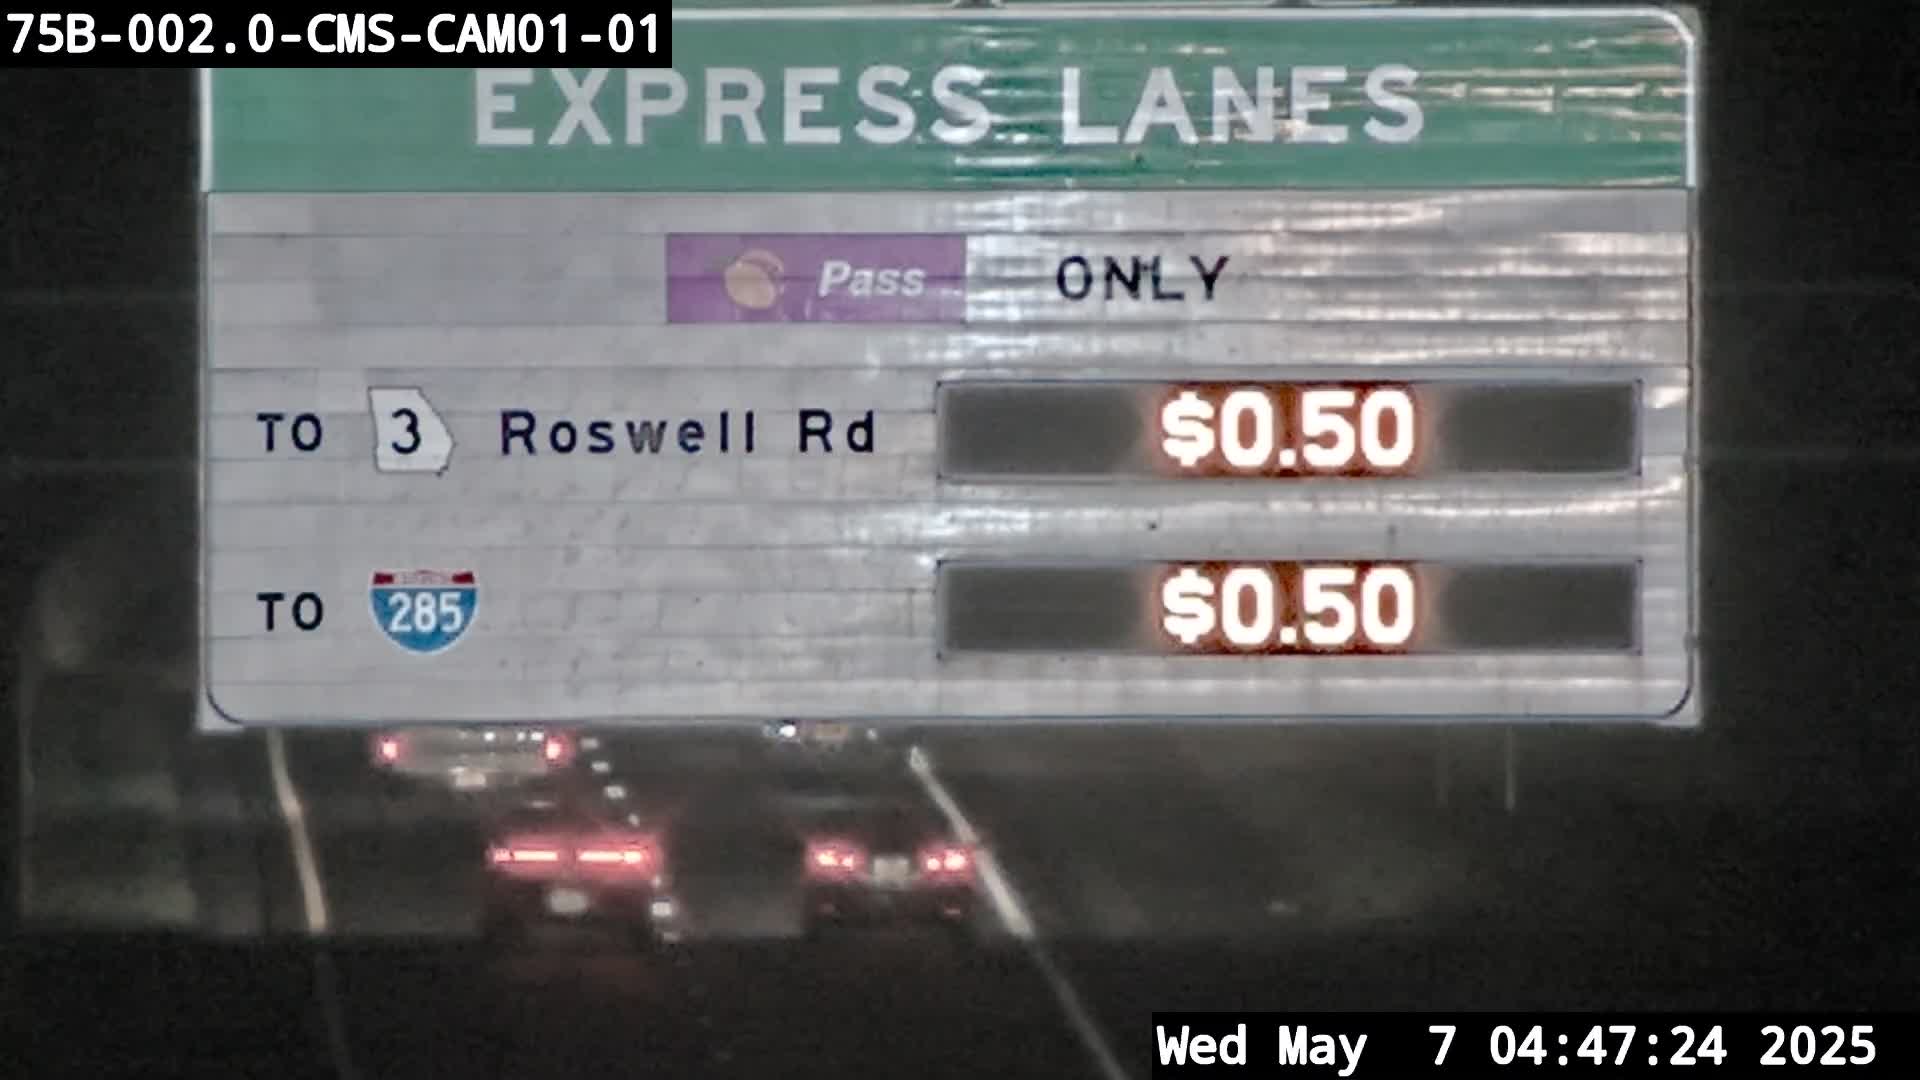 75B-002.0-CMS-CAM01-01
EXPRESS LANES
Pass ONLY
TO 3 Roswell Rd $0.50
TO 285 $0.50
Wed May 7 04:47:24 2025